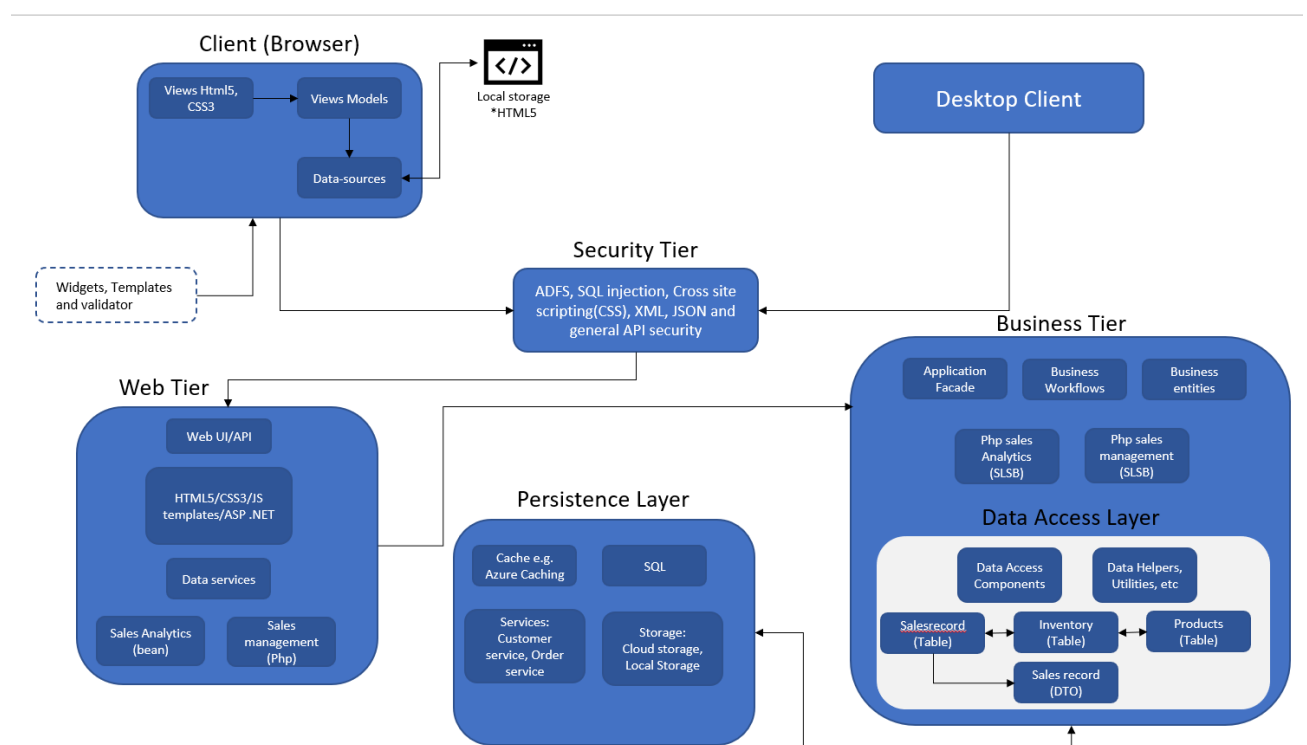 Client (Browser)
Views Html5,
CSS3
Views Models
Data-sources
</>
Local storage
*HTML5
Desktop Client
Widgets, Templates
and validator
Security Tier
ADFS, SQL injection, Cross site
scripting(CSS), XML, JSON and
general API security
Web Tier
Web UI/API
HTML5/CSS3/JS
templates/ASP .NET
Data services
Sales Analytics
(bean)
Sales
management
(Php)
Persistence Layer
Cache e.g.
Azure Caching
SQL
Services:
Customer
service, Order
service
Storage:
Cloud storage,
Local Storage
Business Tier
Application
Facade
Business
Workflows
Business
entities
Php sales
Analytics
(SLSB)
Php sales
management
(SLSB)
Data Access Layer
Data Access
Components
Data Helpers,
Utilities, etc
Salesrecord
(Table)
Inventory
(Table)
Products
(Table)
Sales record
(DTO)